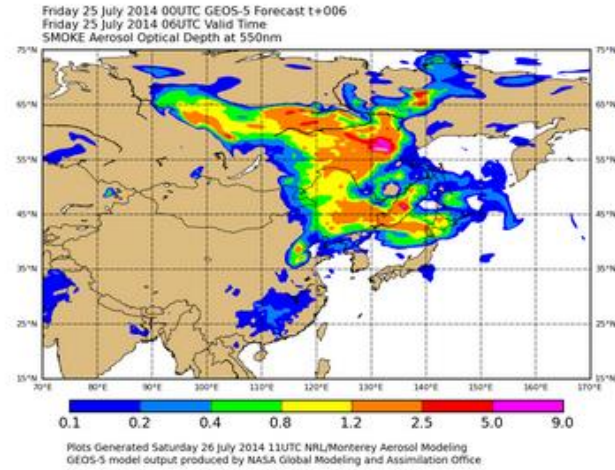 Friday 25 July 2014 00UTC GEOS-5 Forecast t+006
Friday 25 July 2014 06UTC Valid Time
SMOKE Aerosol Optical Depth at 550nm
75°N 75°N
65°N 65°N
55°N 55°N
45°N 45°N
35°N 35°N
25°N 25°N
15°N 15°N
70°E 80°E 90°E 100°E 110°E 120°E 130°E 140°E 150°E 160°E 170°E
0.1 0.2 0.4 0.8 1.2 2.5 5.0 9.0
Plots Generated Saturday 26 July 2014 11UTC NRL/Monterey Aerosol Modeling
GEOS-5 model output produced by NASA Global Modeling and Assimilation Office